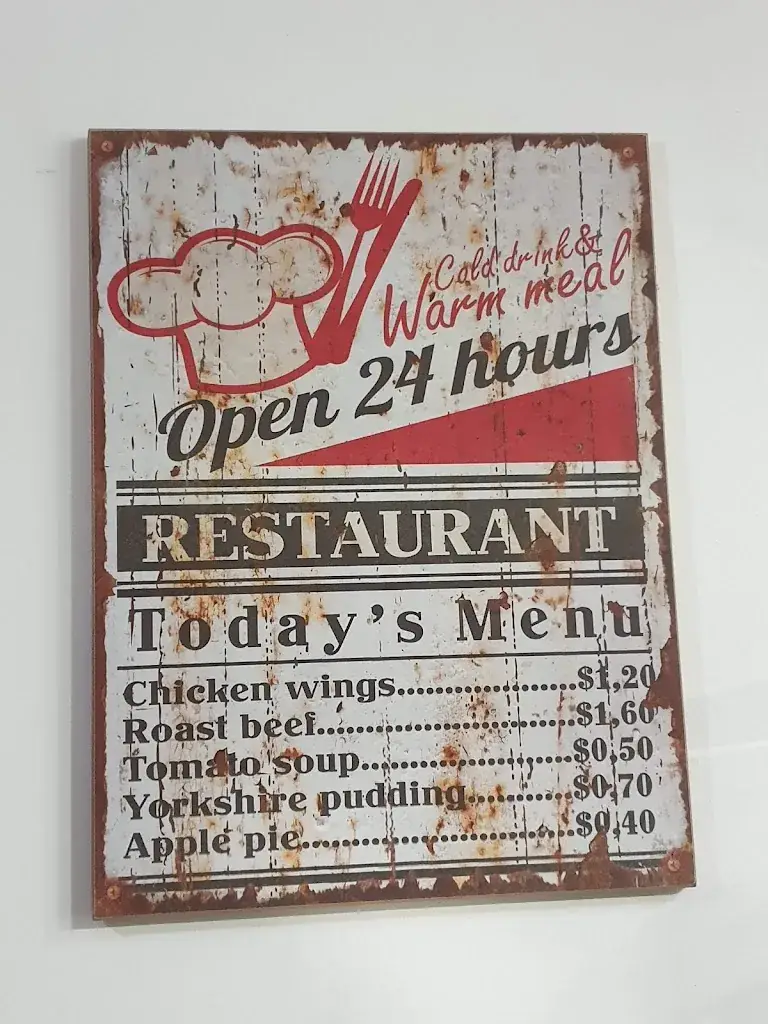 Cold drink &
Warm meal
Open 24 hours
RESTAURANT
Today's Menu
Chicken wings..............................$1,20
Roast beef..............................$1,60
Tomato soup..............................$0,50
Yorkshire pudding..............$0,70
Apple pie..............................$0,40